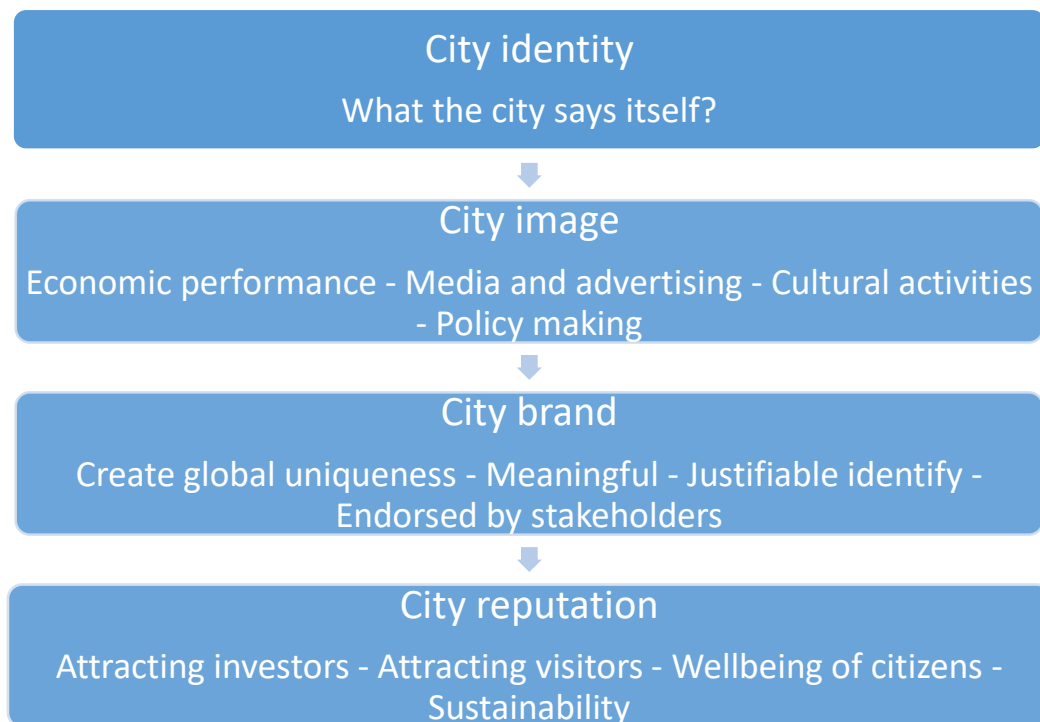 City identity
What the city says itself?
City image
Economic performance - Media and advertising - Cultural activities
- Policy making
City brand
Create global uniqueness - Meaningful - Justifiable identify -
Endorsed by stakeholders
City reputation
Attracting investors - Attracting visitors - Wellbeing of citizens -
Sustainability